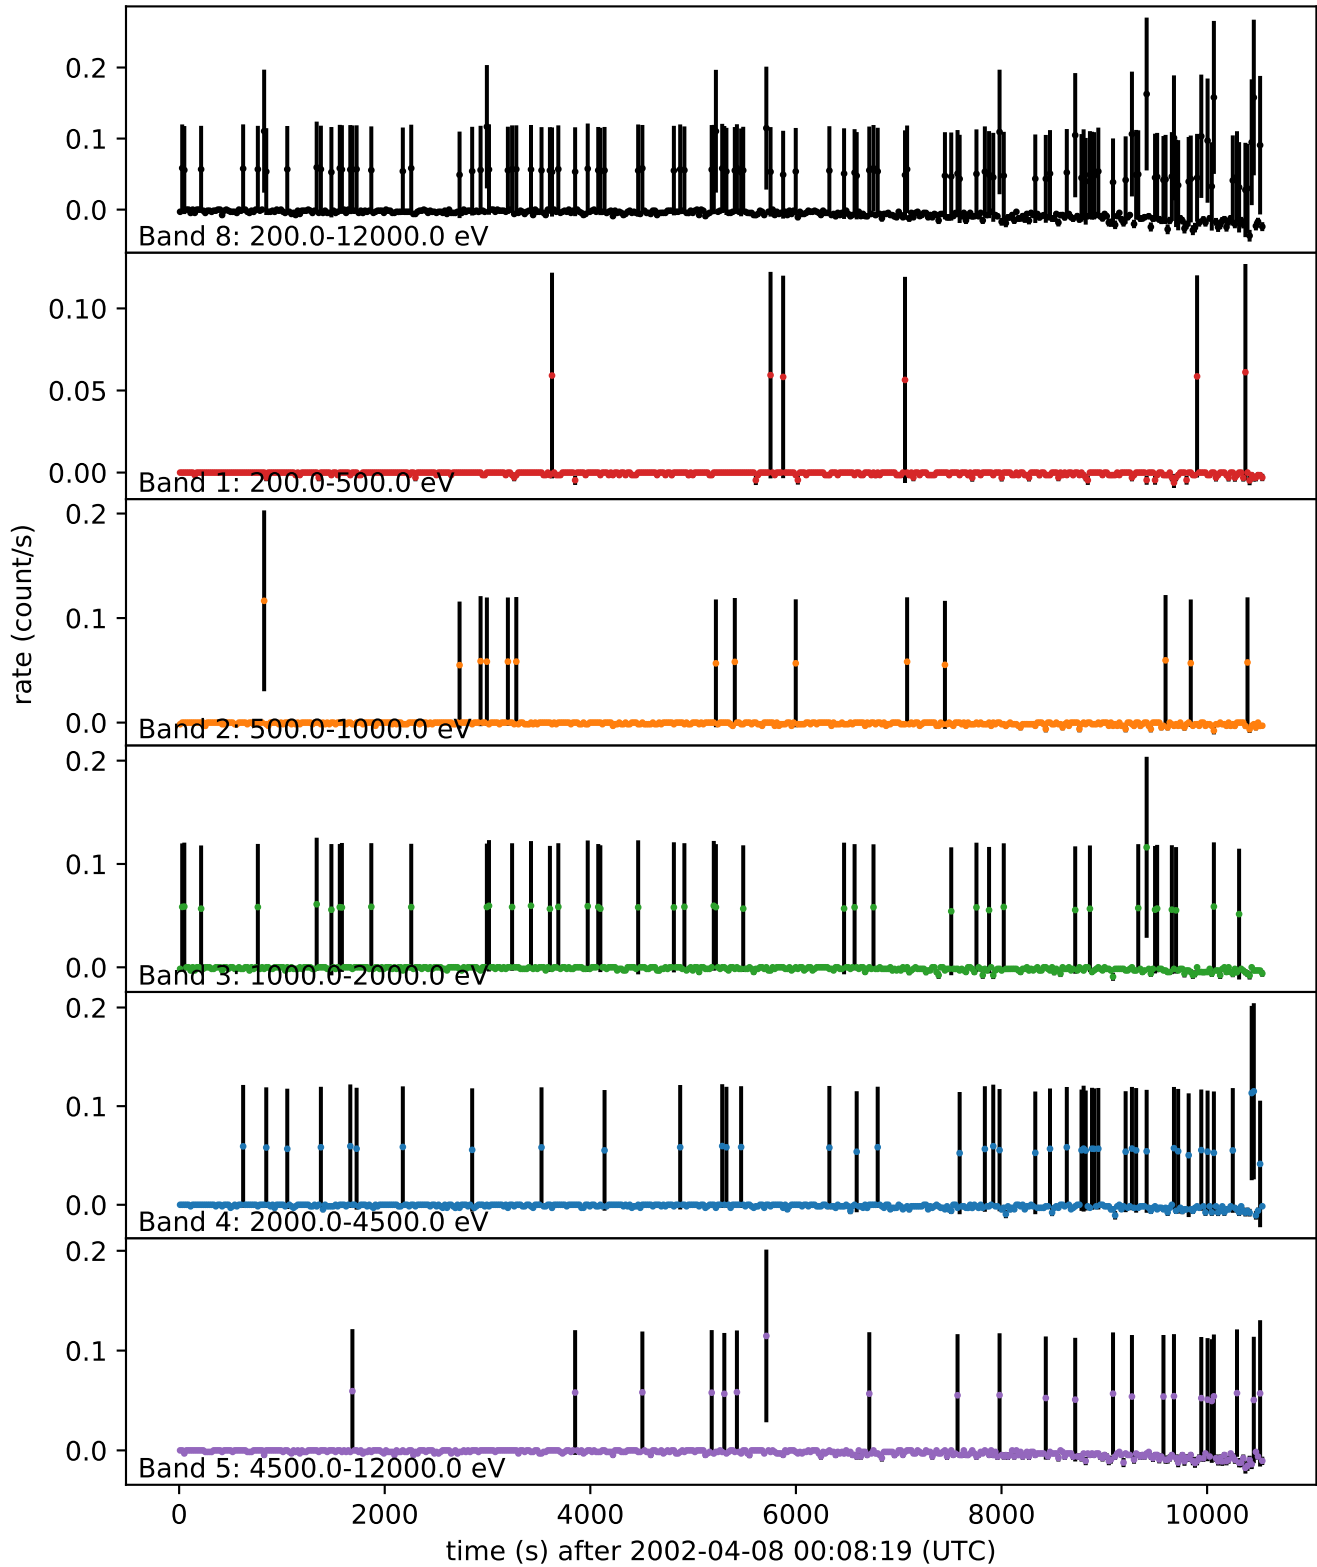 0.2
0.1
0.0
Band 8: 200.0-12000.0 eV
0.10
0.05
0.00
Band 1: 200.0-500.0 eV
0.2
0.1
0.0
Band 2: 500.0-1000.0 eV
rate (count/s)
0.2
0.1
0.0
Band 3: 1000.0-2000.0 eV
0.2
0.1
0.0
Band 4: 2000.0-4500.0 eV
0.2
0.1
0.0
Band 5: 4500.0-12000.0 eV
0 2000 4000 6000 8000 10000
time (s) after 2002-04-08 00:08:19 (UTC)